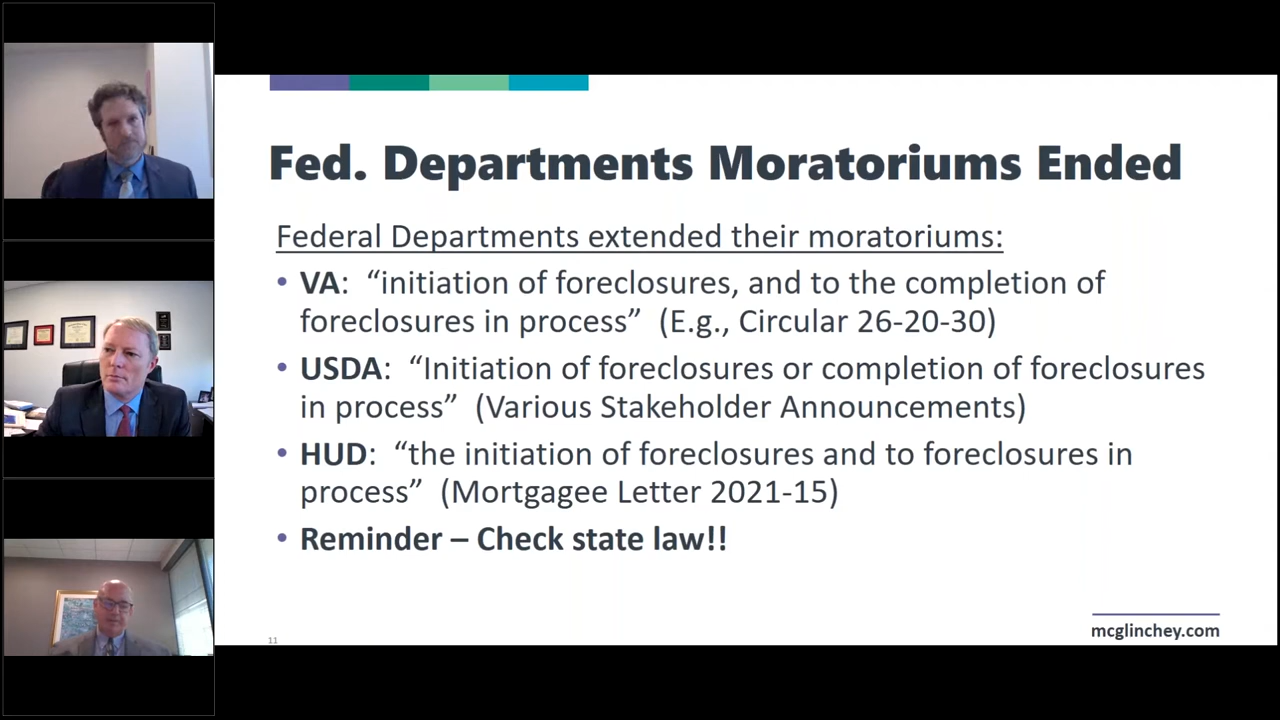 Fed. Departments Moratoriums Ended
Federal Departments extended their moratoriums:
• VA: “initiation of foreclosures, and to the completion of
foreclosures in process” (E.g., Circular 26-20-30)
• USDA: “Initiation of foreclosures or completion of foreclosures
in process” (Various Stakeholder Announcements)
• HUD: “the initiation of foreclosures and to foreclosures in
process” (Mortgagee Letter 2021-15)
• Reminder – Check state law!!
11
mcglinchey.com